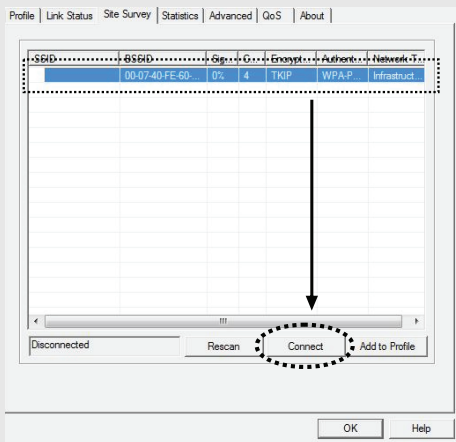 Profile Link Status Site Survey Statistics Advanced QoS About
SSID BSSID Sig... C... Encrypt... Authent... Network T...
00-07-40-FE-60-... 0% 4 TKIP WPA-P... Infrastruct...
Disconnected Rescan Connect Add to Profile
OK Help